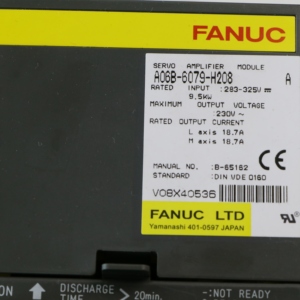 FANUC
SERVO AMPLIFIER MODULE
A06B-6079-H208 A
RATED INPUT :283-325V ⎓
9.5kW
MAXIMUM OUTPUT VOLTAGE
:230V ~
RATED OUTPUT CURRENT
L axis 18.7A
M axis 18.7A
MANUAL NO. :B-65162
STANDARD :DIN VDE 0160
CE
V08X40535
FANUC LTD
Yamanashi 401-0597 JAPAN
DISCHARGE TIME > 20min.
-:NOT READY